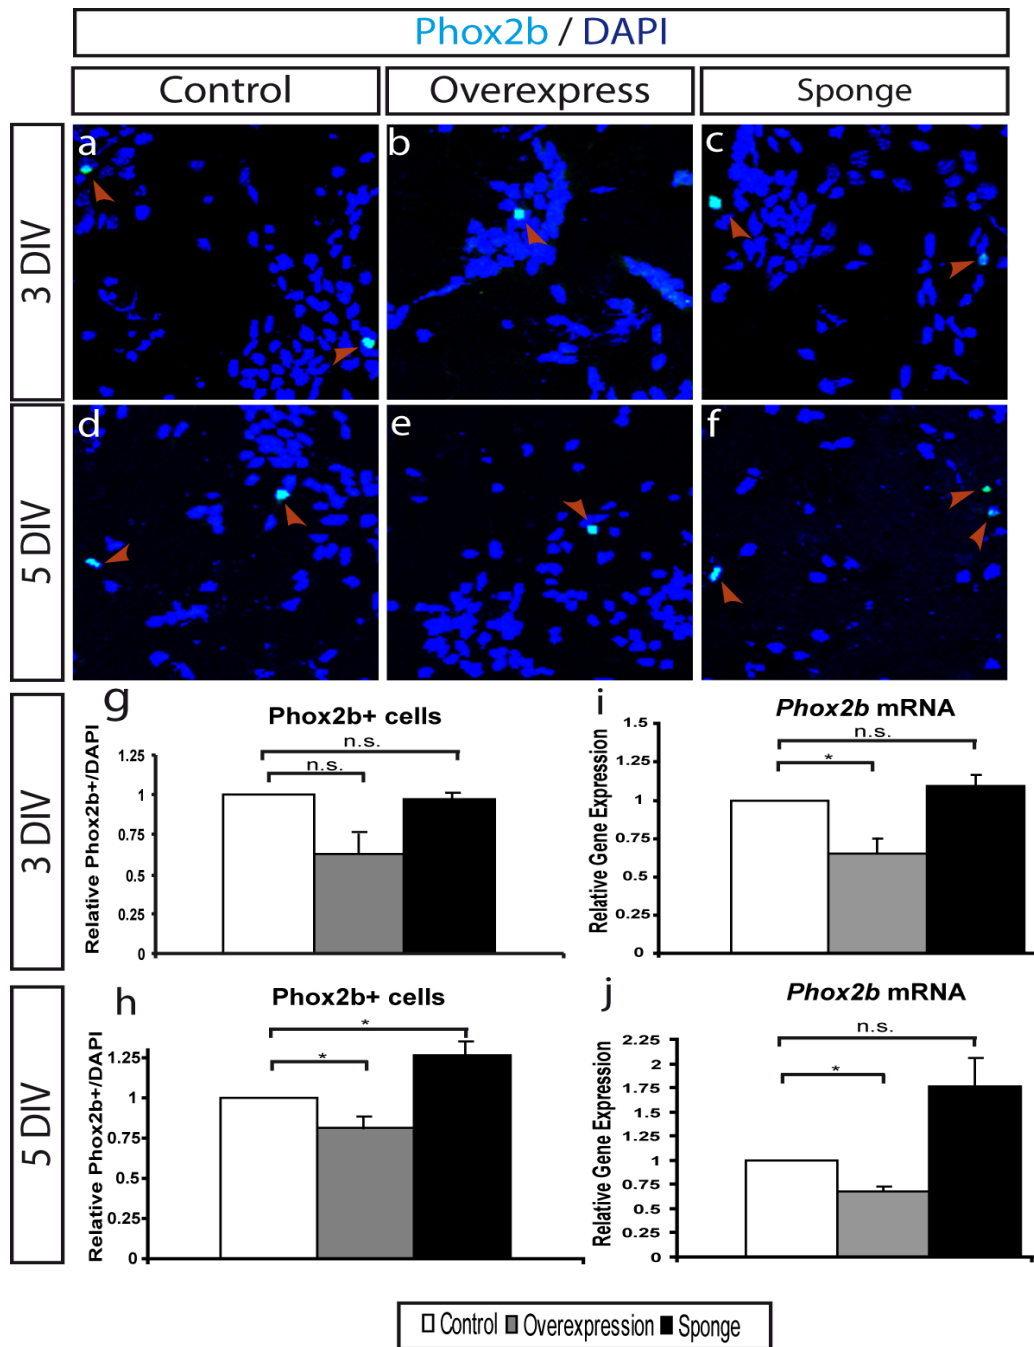 Phox2b / DAPI
Control Overexpress Sponge
3 DIV
a b c
5 DIV
d e f
3 DIV
g
Phox2b+ cells
Relative Phox2b+/DAPI
1.25
1
0.75
0.5
0.25
0
n.s.
n.s.
i
Phox2b mRNA
Relative Gene Expression
1.5
1.25
1
0.75
0.5
0.25
0
n.s.
*
5 DIV
h
Phox2b+ cells
Relative Phox2b+/DAPI
1.25
1
0.75
0.5
0.25
0
*
*
j
Phox2b mRNA
Relative Gene Expression
2.25
2
1.75
1.5
1.25
1
0.75
0.5
0.25
0
n.s.
*
Control Overexpression Sponge